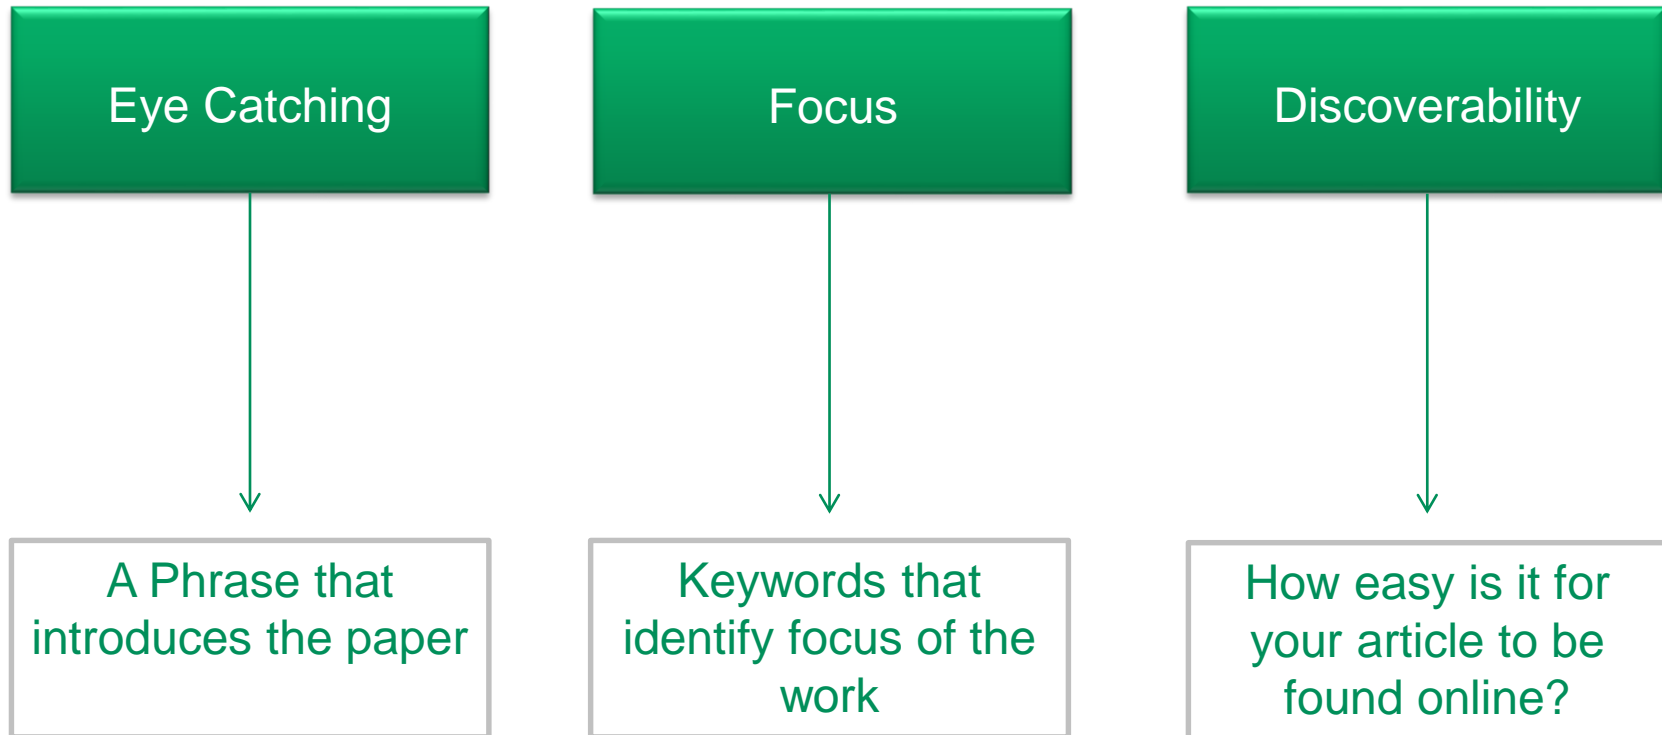 Eye Catching
Focus
Discoverability
A Phrase that
introduces the paper
Keywords that
identify focus of the
work
How easy is it for
your article to be
found online?